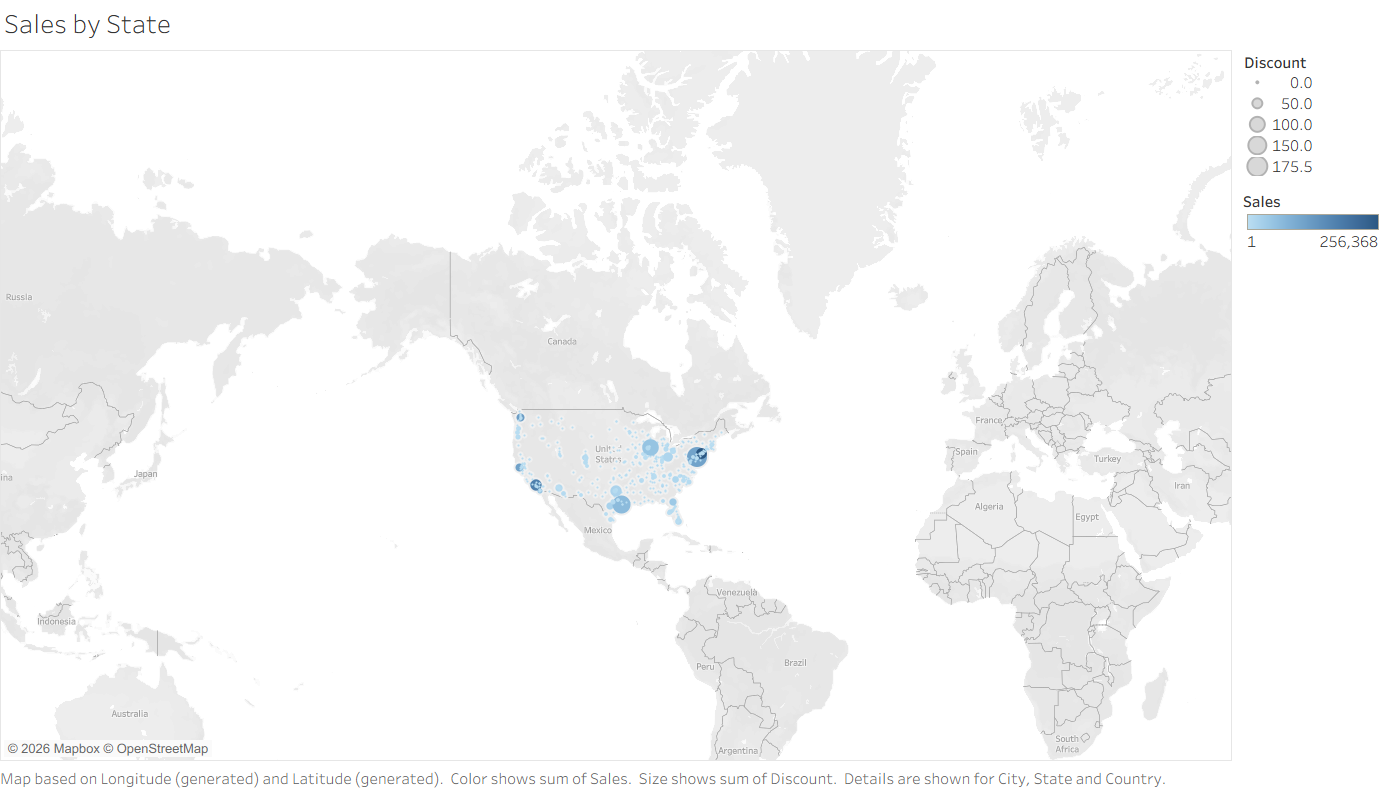 Sales by State
Discount
0.0
50.0
100.0
150.0
175.5
Sales
1 256,368
Russia
Canada
United States
France
Spain
Turkey
Japan
ina
Iran
Algeria
Egypt
Mexico
Venezuela
Indonesia
Peru
Brazil
Australia
South
Africa
Argentina
© 2026 Mapbox © OpenStreetMap
Map based on Longitude (generated) and Latitude (generated). Color shows sum of Sales. Size shows sum of Discount. Details are shown for City, State and Country.